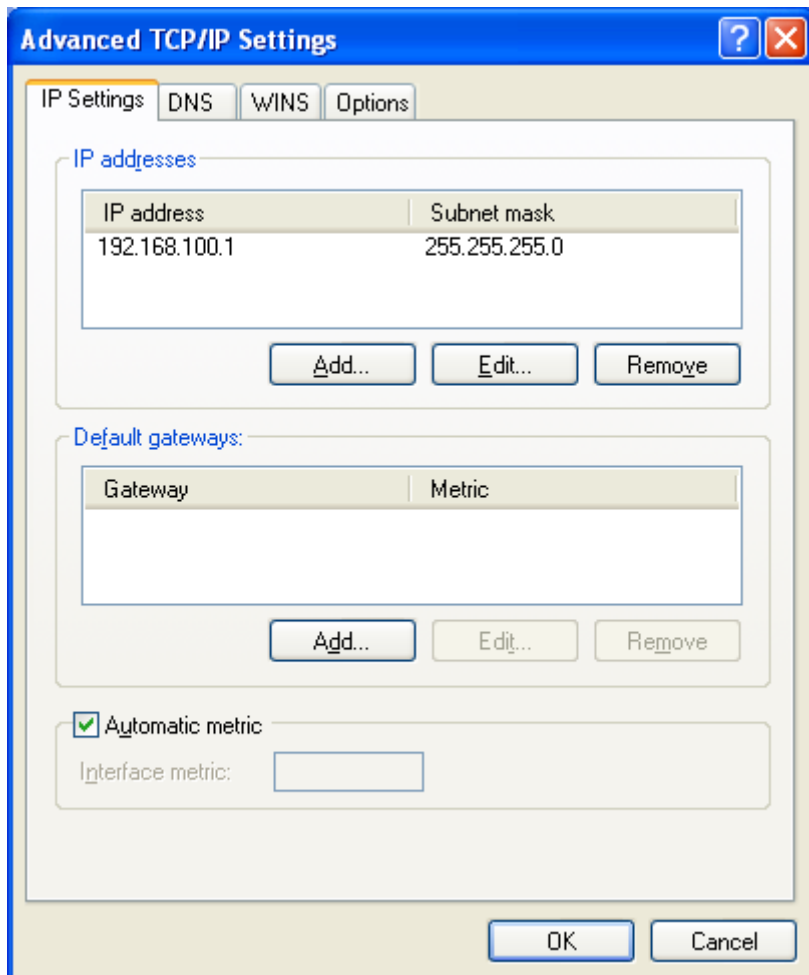 Advanced TCP/IP Settings
IP Settings DNS WINS Options
IP addresses
IP address Subnet mask
192.168.100.1 255.255.255.0
Add... Edit... Remove
Default gateways:
Gateway Metric
Add... Edit... Remove
Automatic metric
Interface metric:
OK Cancel